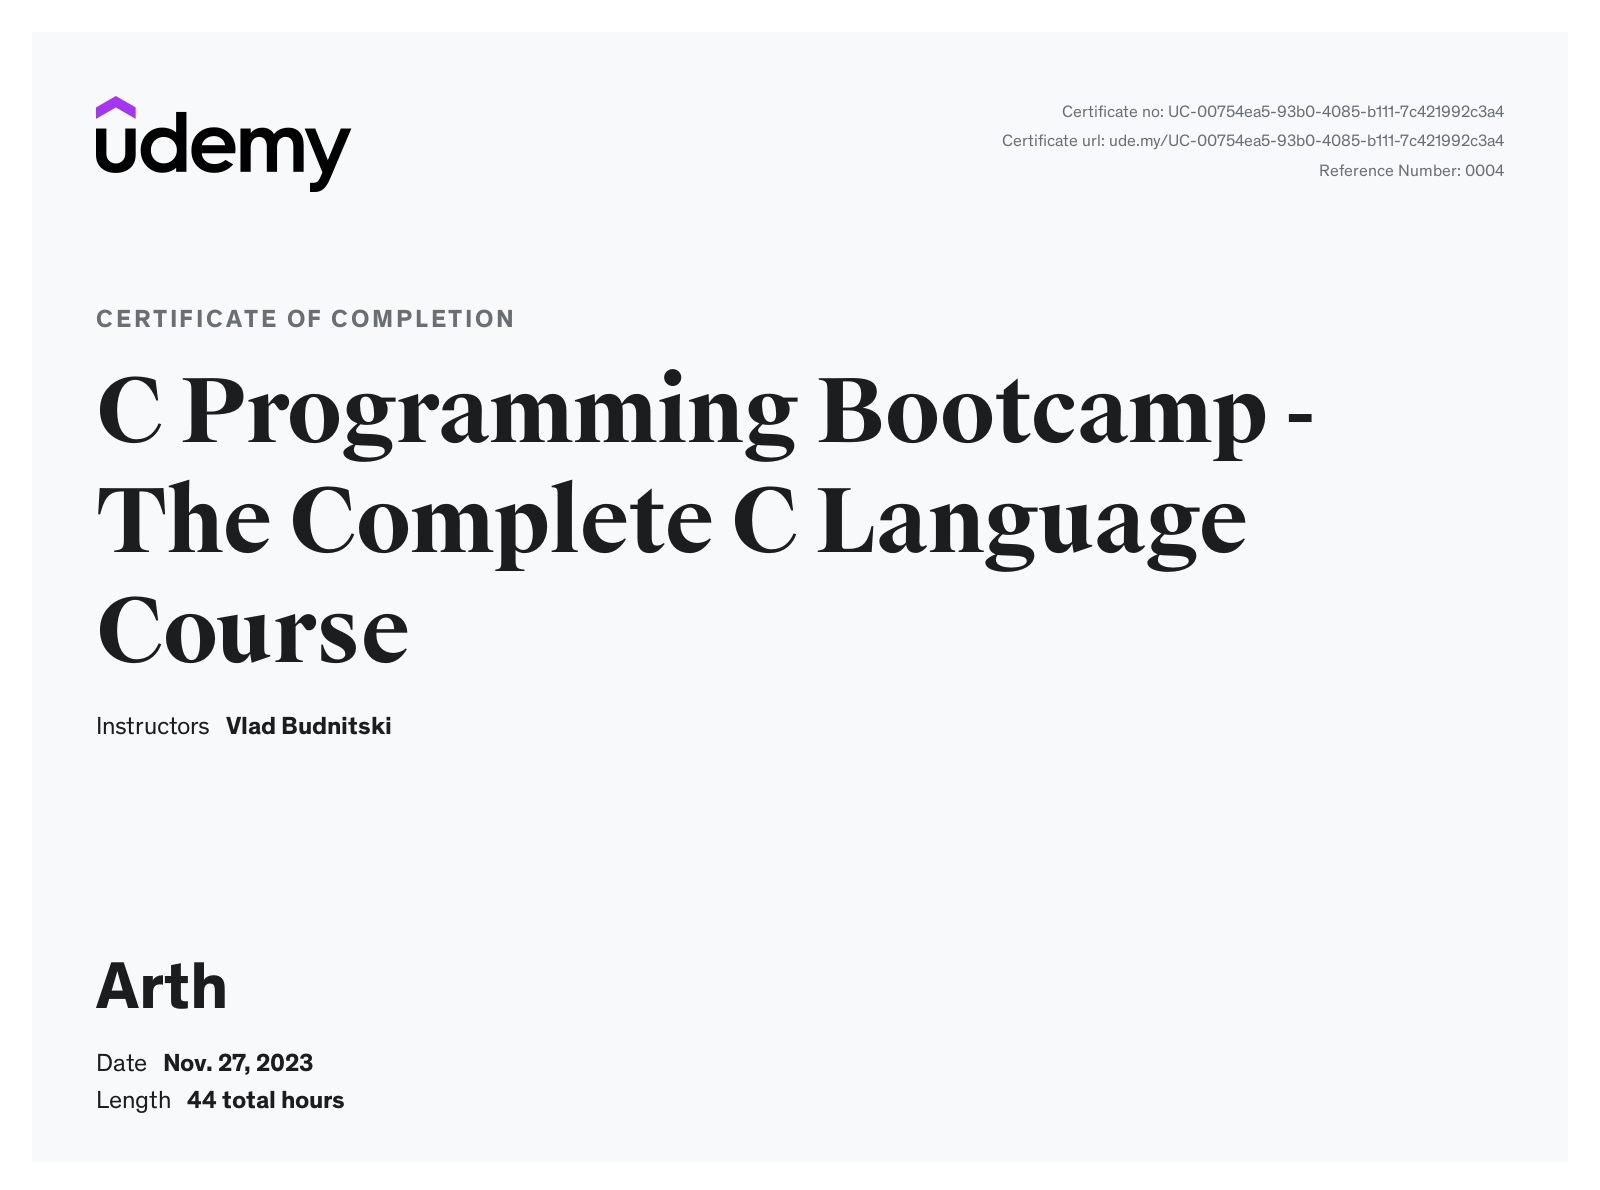 udemy
Certificate no: UC-00754ea5-93b0-4085-b111-7c421992c3a4
Certificate url: ude.my/UC-00754ea5-93b0-4085-b111-7c421992c3a4
Reference Number: 0004
CERTIFICATE OF COMPLETION
C Programming Bootcamp -
The Complete C Language
Course
Instructors Vlad Budnitski
Arth
Date Nov. 27, 2023
Length 44 total hours